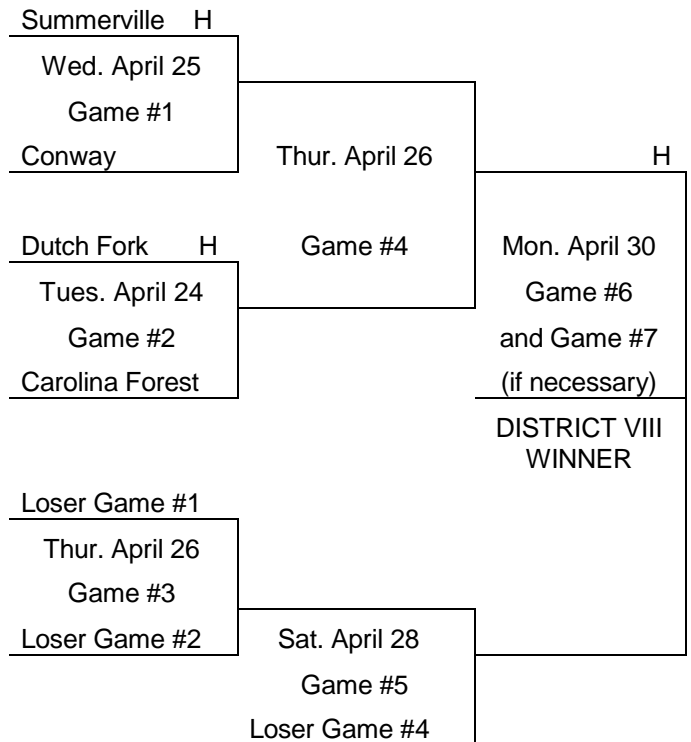 Summerville H
Wed. April 25
Game #1
Conway
Thur. April 26
H
Dutch Fork H
Game #4
Mon. April 30
Tues. April 24
Game #6
Game #2
and Game #7
Carolina Forest
(if necessary)
DISTRICT VIII
WINNER
Loser Game #1
Thur. April 26
Game #3
Loser Game #2
Sat. April 28
Game #5
Loser Game #4